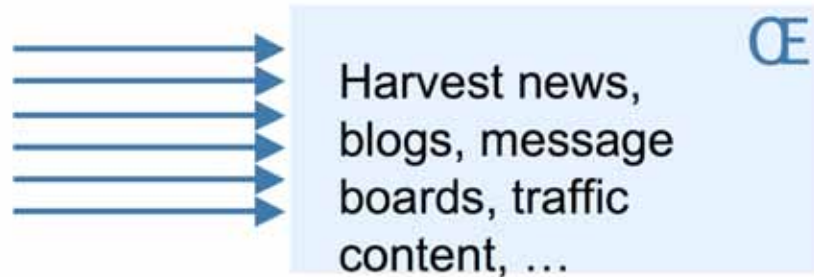 Œ
Harvest news,
blogs, message
boards, traffic
content, …